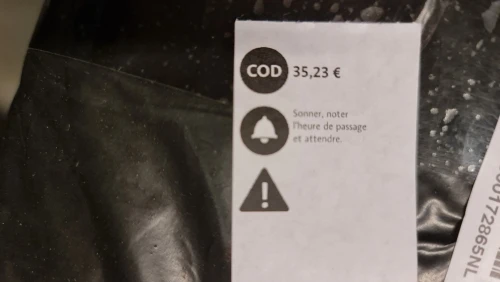 COD 35,23 €
Sonner, noter
l'heure de passage
et attendre.
00172865NL